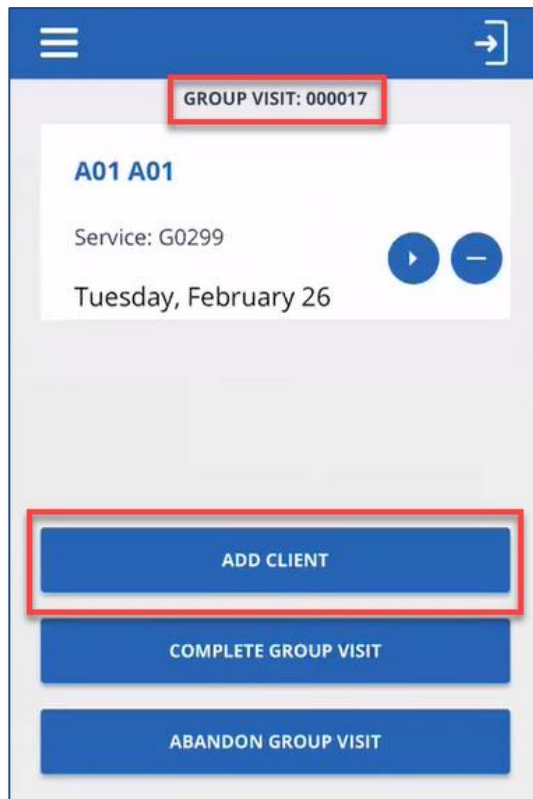 GROUP VISIT: 000017
A01 A01
Service: G0299
Tuesday, February 26
ADD CLIENT
COMPLETE GROUP VISIT
ABANDON GROUP VISIT